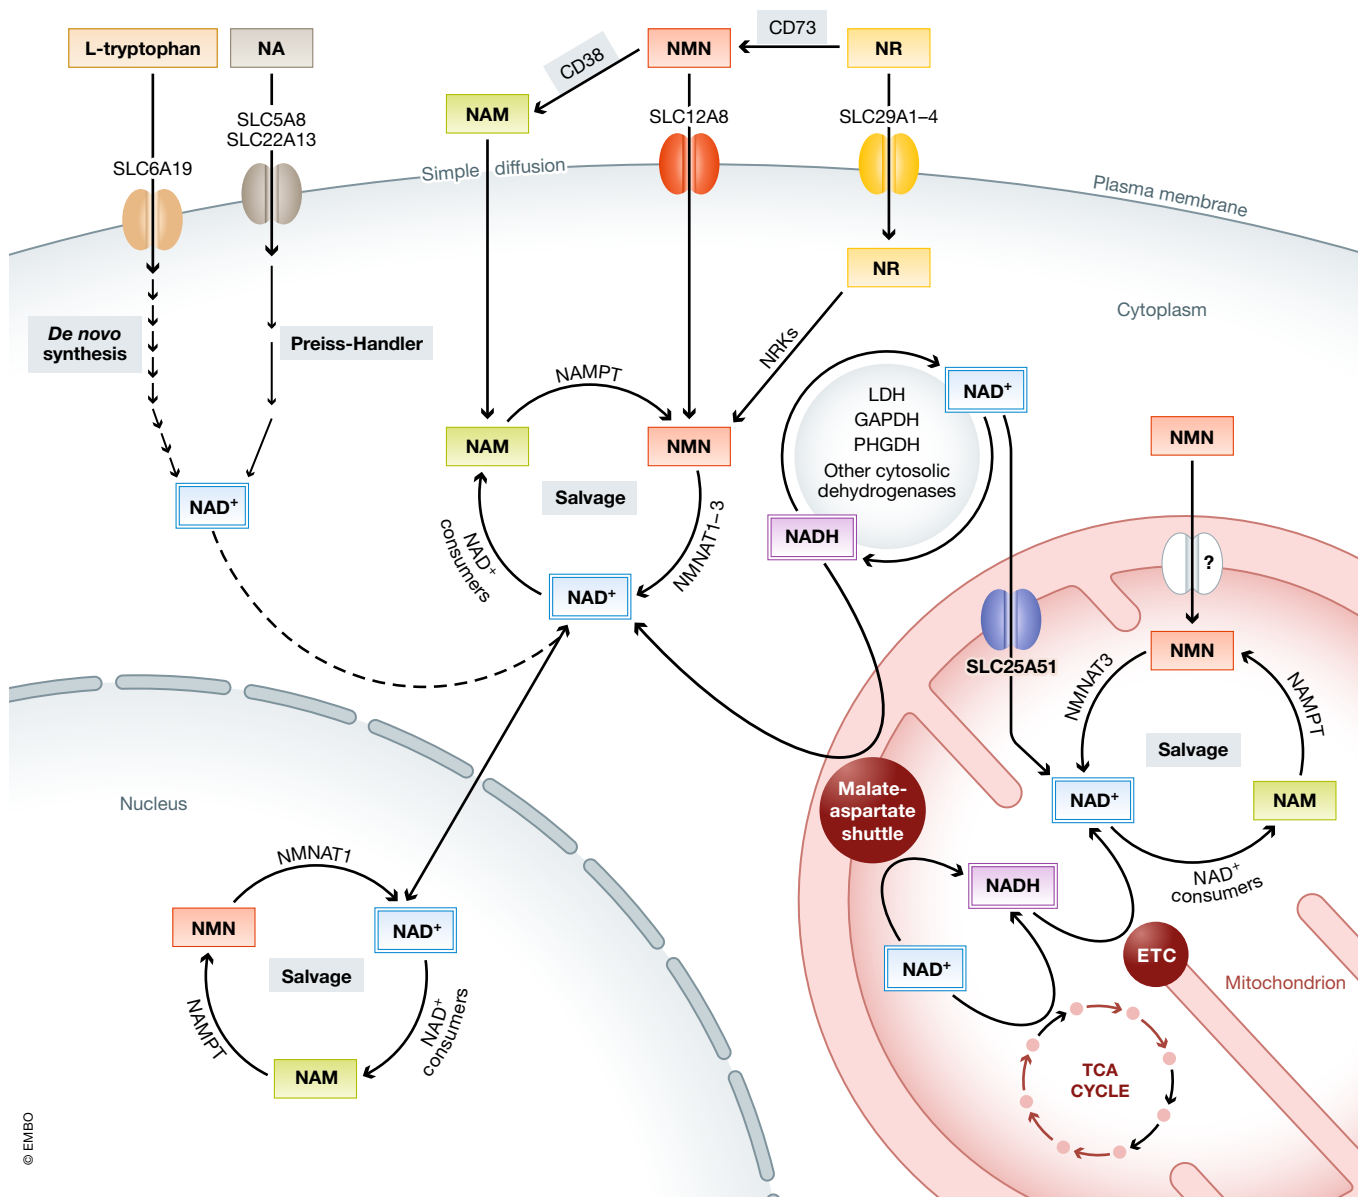 L-tryptophan
NA
NMN
CD73
NR
CD38
NAM
SLC5A8
SLC22A13
SLC12A8
SLC29A1–4
SLC6A19
Simple diffusion
Plasma membrane
NR
Cytoplasm
De novo
synthesis
Preiss-Handler
NRKs
NAMPT
NAM
NMN
Salvage
NAD+
consumers
NMNAT1–3
NAD+
NAD+
LDH
GAPDH
PHGDH
Other cytosolic
dehydrogenases
NAD+
NADH
NMN
?
SLC25A51
NMN
NMNAT3
NAMPT
Salvage
NAD+
NAM
NAD+
consumers
Malate-
aspartate
shuttle
NADH
NAD+
ETC
Mitochondrion
TCA
CYCLE
Nucleus
NMNAT1
NMN
NAD+
Salvage
NAMPT
NAD+
consumers
NAM
© EMBO